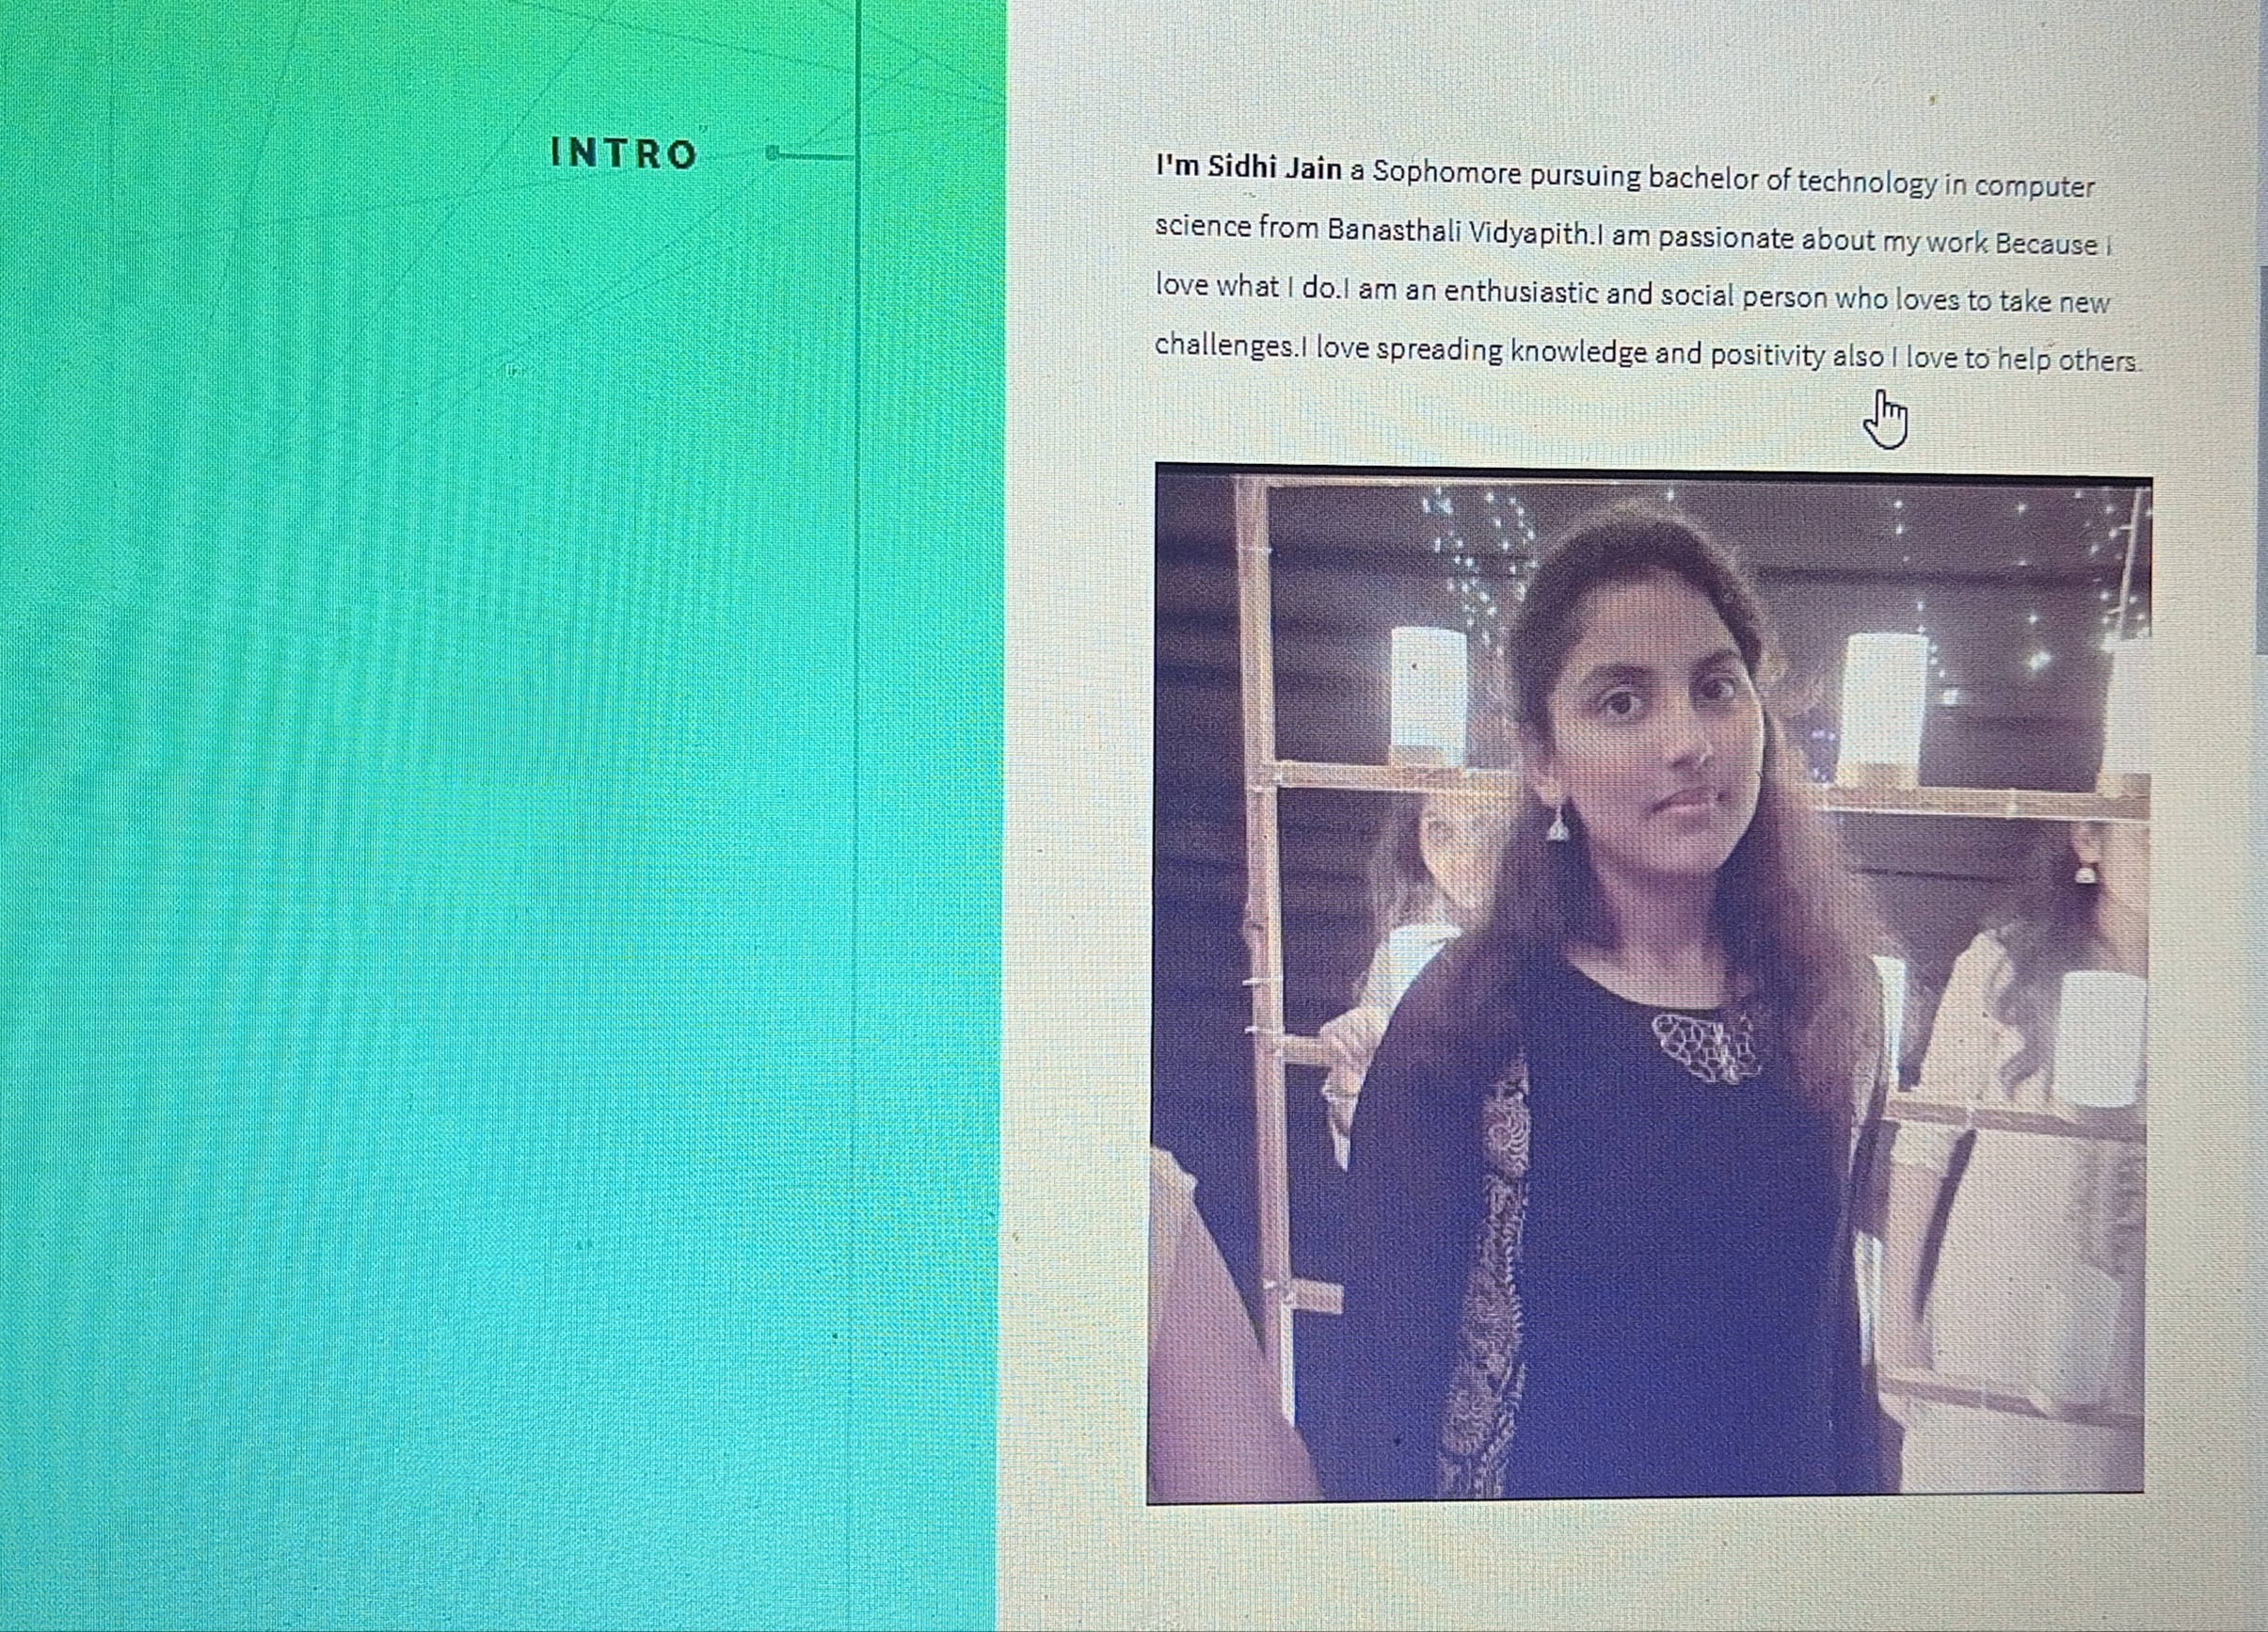 INTRO
I'm Sidhi Jain a Sophomore pursuing bachelor of technology in computer
science from Banasthali Vidyapith.I am passionate about my work Because i
love what I do.I am an enthusiastic and social person who loves to take new
challenges.I love spreading knowledge and positivity also I love to help others.